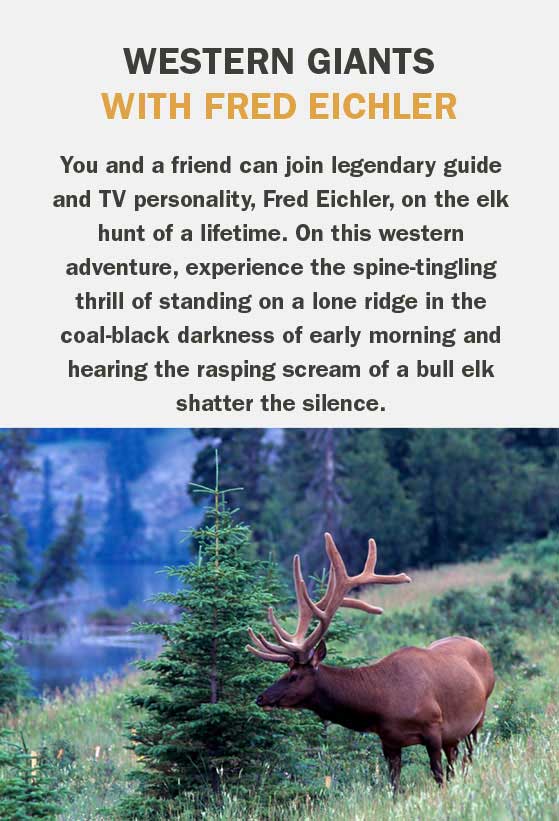 WESTERN GIANTS
WITH FRED EICHLER
You and a friend can join legendary guide
and TV personality, Fred Eichler, on the elk
hunt of a lifetime. On this western
adventure, experience the spine-tingling
thrill of standing on a lone ridge in the
coal-black darkness of early morning and
hearing the rasping scream of a bull elk
shatter the silence.